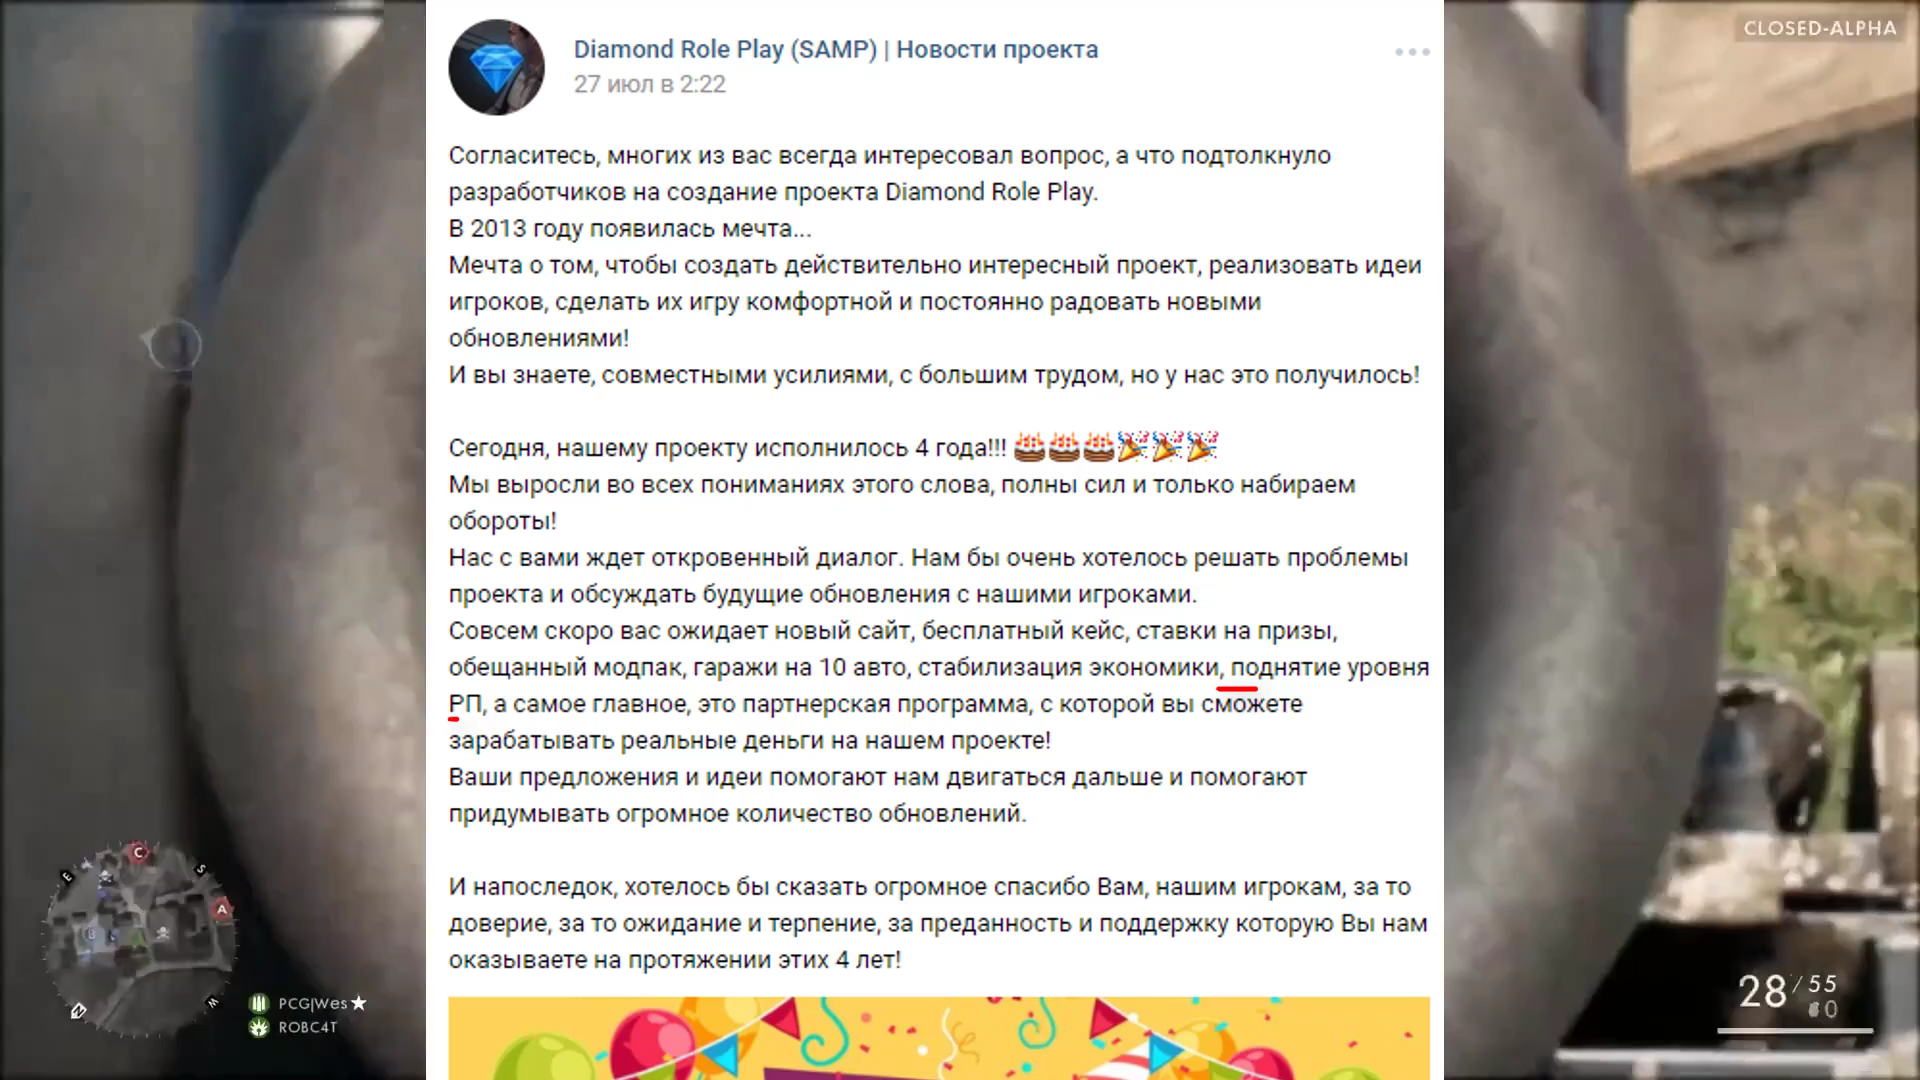 CLOSED-ALPHA
Diamond Role Play (SAMP) | Новости проекта
27 июл в 2:22
Согласитесь, многих из вас всегда интересовал вопрос, а что подтолкнуло
разработчиков на создание проекта Diamond Role Play.
В 2013 году появилась мечта...
Мечта о том, чтобы создать действительно интересный проект, реализовать идеи
игроков, сделать их игру комфортной и постоянно радовать новыми
обновлениями!
И вы знаете, совместными усилиями, с большим трудом, но у нас это получилось!
Сегодня, нашему проекту исполнилось 4 года!!! 🎂🎂🎂🎉🎉🎉
Мы выросли во всех пониманиях этого слова, полны сил и только набираем
обороты!
Нас с вами ждет откровенный диалог. Нам бы очень хотелось решать проблемы
проекта и обсуждать будущие обновления с нашими игроками.
Совсем скоро вас ожидает новый сайт, бесплатный кейс, ставки на призы,
обещанный модпак, гаражи на 10 авто, стабилизация экономики, поднятие уровня
РП, а самое главное, это партнерская программа, с которой вы сможете
зарабатывать реальные деньги на нашем проекте!
Ваши предложения и идеи помогают нам двигаться дальше и помогают
придумывать огромное количество обновлений.
И напоследок, хотелось бы сказать огромное спасибо Вам, нашим игрокам, за то
доверие, за то ожидание и терпение, за преданность и поддержку которую Вы нам
оказываете на протяжении этих 4 лет!
C
E
S
A
W
PCG|Wes★
ROBC4T
28/55
0